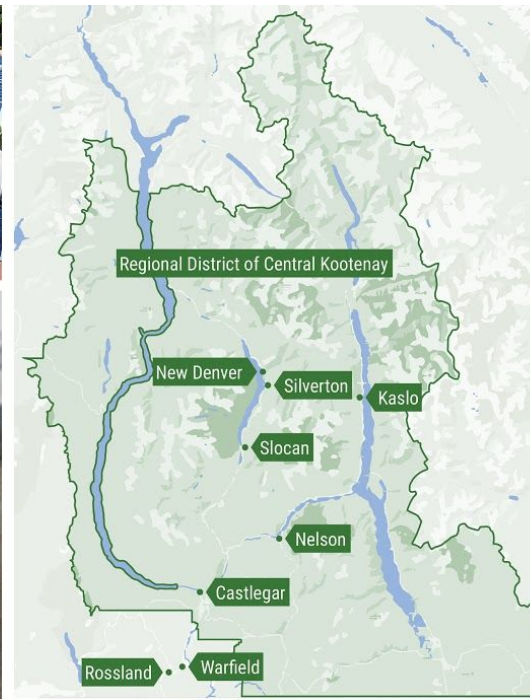 Regional District of Central Kootenay
New Denver
Silverton
Kaslo
Slocan
Nelson
Castlegar
Rossland
Warfield